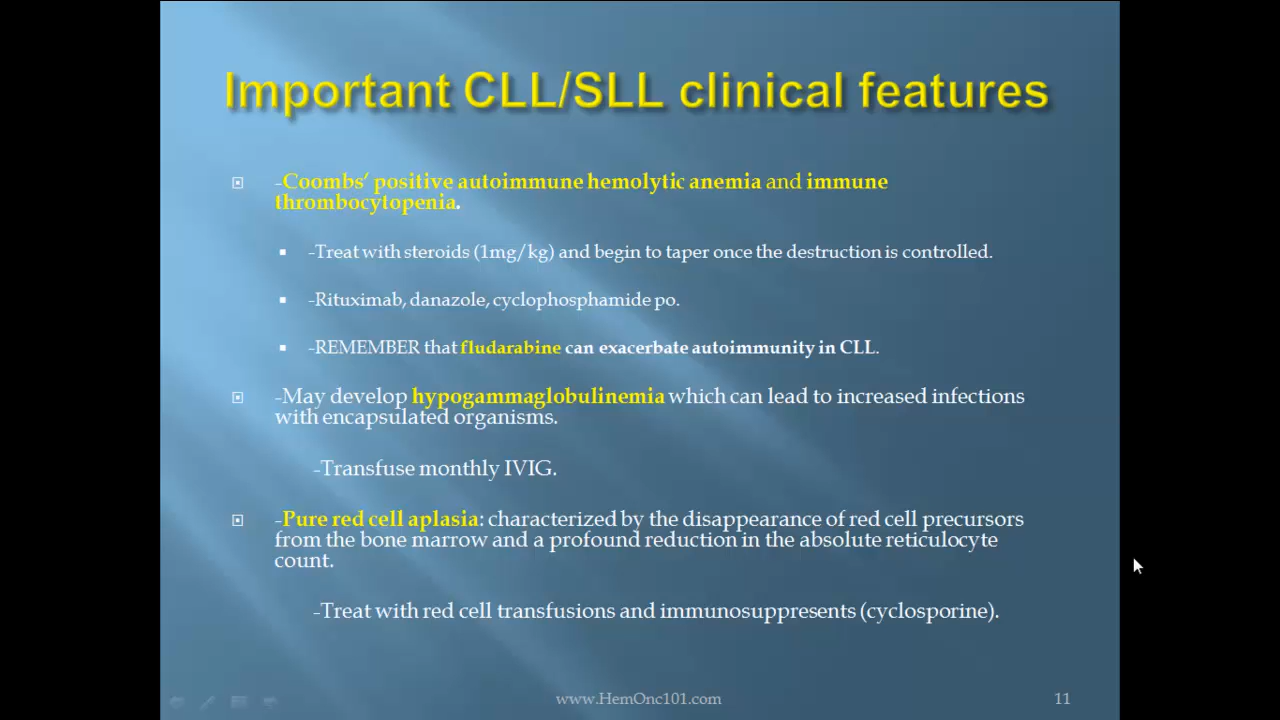 Important CLL/SLL clinical features
-Coombs’ positive autoimmune hemolytic anemia and immune
thrombocytopenia.
-Treat with steroids (1mg/kg) and begin to taper once the destruction is controlled.
-Rituximab, danazole, cyclophosphamide po.
-REMEMBER that fludarabine can exacerbate autoimmunity in CLL.
-May develop hypogammaglobulinemia which can lead to increased infections
with encapsulated organisms.
-Transfuse monthly IVIG.
-Pure red cell aplasia: characterized by the disappearance of red cell precursors
from the bone marrow and a profound reduction in the absolute reticulocyte
count.
-Treat with red cell transfusions and immunosuppresents (cyclosporine).
www.HemOnc101.com
11